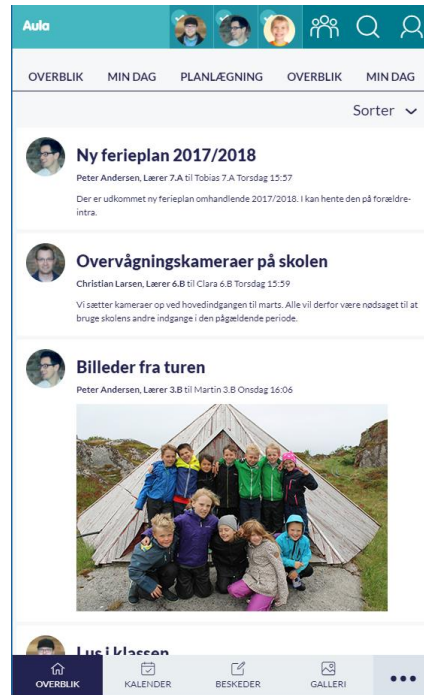 Aula
OVERBLIK MIN DAG PLANLÆGNING OVERBLIK MIN DAG
Sorter
Ny ferieplan 2017/2018
Peter Andersen, Lærer 7.A til Tobias 7.A Torsdag 15:57
Der er udkommet ny ferieplan omhandlende 2017/2018. I kan hente den på forældre-
intra.
Overvågningskameraer på skolen
Christian Larsen, Lærer 6.B til Clara 6.B Torsdag 15:59
Vi sætter kameraer op ved hovedindgangen til marts. Alle vil derfor være nødsaget til at
bruge skolens andre indgange i den pågældende periode.
Billeder fra turen
Peter Andersen, Lærer 3.B til Martin 3.B Onsdag 16:06
Lus i klassen
OVERBLIK KALENDER BESKEDER GALLERI